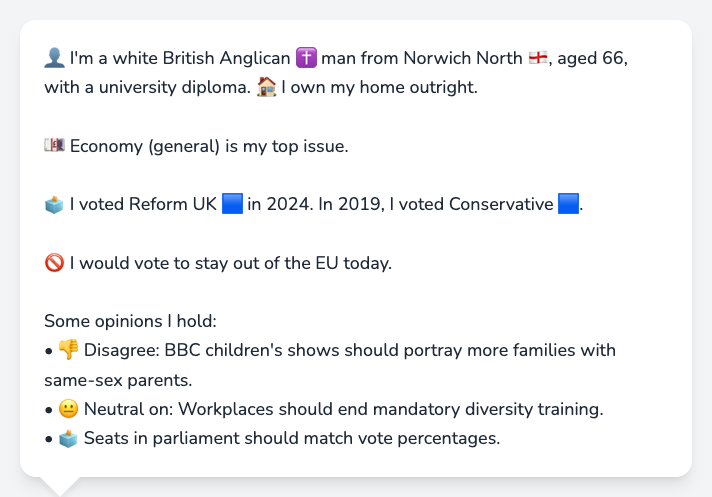 👤 I'm a white British Anglican ✝️ man from Norwich North 🏴󠁧󠁢󠁥󠁮󠁧󠁿, aged 66,
with a university diploma. 🏠 I own my home outright.
💷 Economy (general) is my top issue.
🗳️ I voted Reform UK 🟦 in 2024. In 2019, I voted Conservative 🟦.
🚫 I would vote to stay out of the EU today.
Some opinions I hold:
• 👎 Disagree: BBC children's shows should portray more families with
same-sex parents.
• 😐 Neutral on: Workplaces should end mandatory diversity training.
• 🗳️ Seats in parliament should match vote percentages.